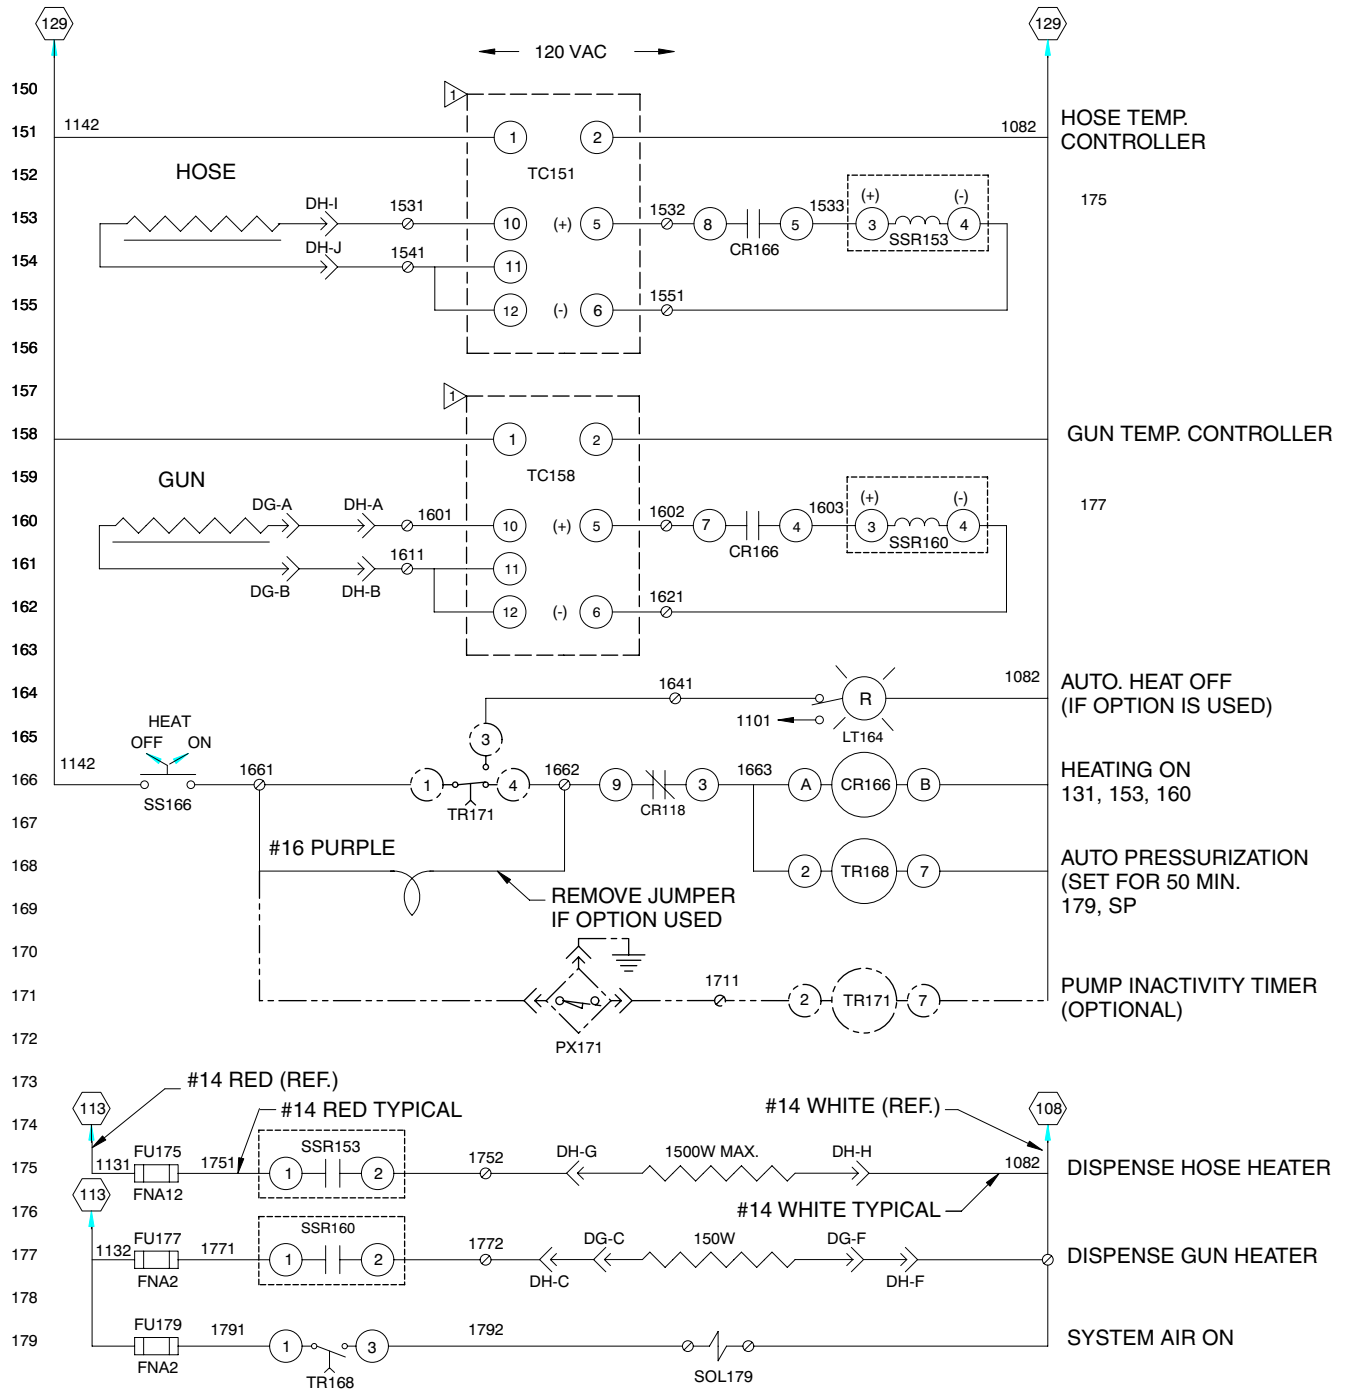 129
129
120 VAC
150
1
151
1142
1
2
1082
HOSE TEMP.
CONTROLLER
152
HOSE
TC151
175
153
DH-I
1531
10
(+)
5
1532
8
CR166
5
1533
(+)
(-)
3
4
SSR153
154
DH-J
1541
11
155
12
(-)
6
1551
156
157
1
158
1
2
GUN TEMP. CONTROLLER
159
GUN
TC158
177
160
DG-A
DH-A
1601
10
(+)
5
1602
7
CR166
4
1603
(+)
(-)
3
4
SSR160
161
1611
11
DG-B
DH-B
162
12
(-)
6
1621
163
164
1641
R
1082
AUTO. HEAT OFF
(IF OPTION IS USED)
1101
LT164
165
HEAT
OFF
ON
3
166
1142
SS166
1661
1
4
TR171
1662
9
3
CR118
1663
A
CR166
B
HEATING ON
131, 153, 160
167
#16 PURPLE
168
2
TR168
7
AUTO PRESSURIZATION
(SET FOR 50 MIN.
179, SP
169
REMOVE JUMPER
IF OPTION USED
170
171
PX171
1711
2
TR171
7
PUMP INACTIVITY TIMER
(OPTIONAL)
172
173
#14 RED (REF.)
174
113
#14 RED TYPICAL
#14 WHITE (REF.)
108
175
1131
FU175
FNA12
1751
1
SSR153
2
1752
DH-G
1500W MAX.
DH-H
1082
DISPENSE HOSE HEATER
113
176
#14 WHITE TYPICAL
177
1132
FU177
FNA2
1771
1
SSR160
2
1772
DH-C
DG-C
150W
DG-F
DH-F
DISPENSE GUN HEATER
178
179
FU179
FNA2
1791
1
3
TR168
1792
SOL179
SYSTEM AIR ON